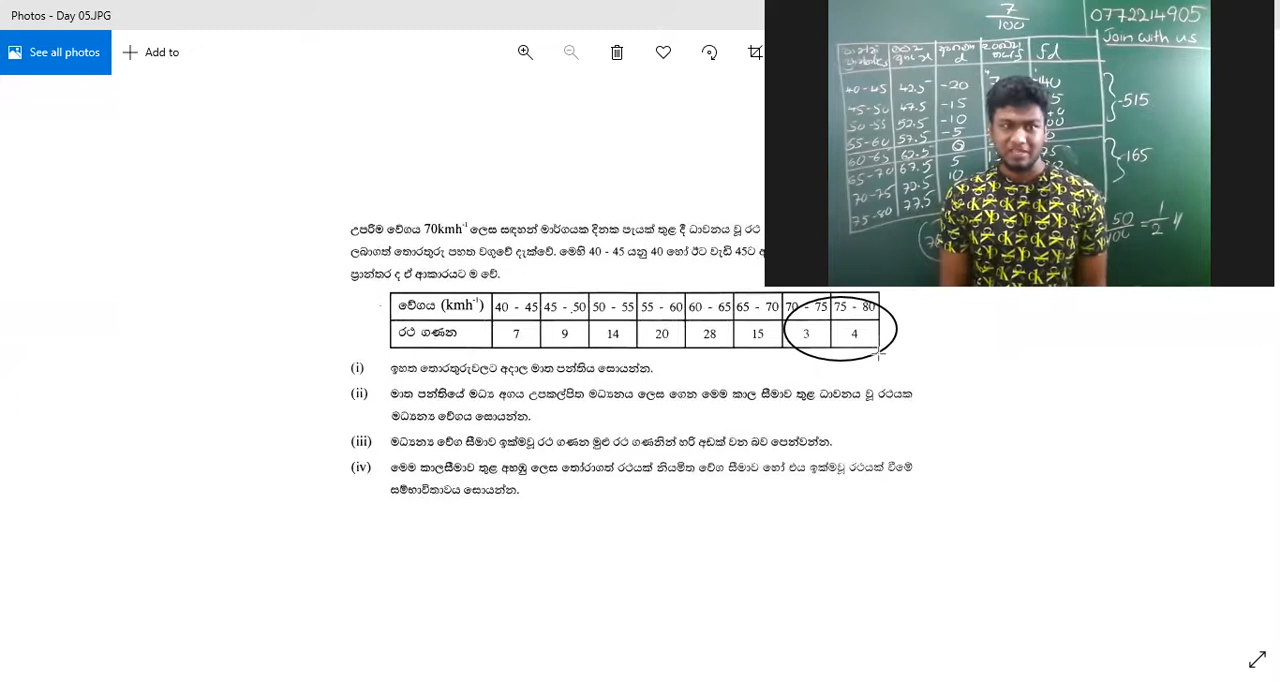 Photos - Day 05.JPG
See all photos
Add to
උපරිම වේගය 70kmh⁻¹ ලෙස සඳහන් මාර්ගයක දිනක පැයක් තුළ දී ධාවනය වූ රථ
ලබාගත් තොරතුරු පහත වගුවේ දැක්වේ. මෙහි 40 - 45 යනු 40 හෝ ඊට වැඩි 45ට
ප්‍රාන්තර ද ඒ ආකාරයට ම වේ.
වේගය (kmh⁻¹) 40 - 45 45 - 50 50 - 55 55 - 60 60 - 65 65 - 70 70 - 75 75 - 80
රථ ගණන 7 9 14 20 28 15 3 4
(i) ඉහත තොරතුරුවලට අදාල මාත පන්තිය සොයන්න.
(ii) මාත පන්තියේ මධ්‍ය අගය උපකල්පිත මධ්‍යනය ලෙස ගෙන මෙම කාල සීමාව තුළ ධාවනය වූ රථයක
මධ්‍යන්‍ය වේගය සොයන්න.
(iii) මධ්‍යන්‍ය වේග සීමාව ඉක්මවූ රථ ගණන මුළු රථ ගණනින් හරි අඩක් වන බව පෙන්වන්න.
(iv) මෙම කාලසීමාව තුළ අහඹු ලෙස තෝරාගත් රථයක් නියමිත වේග සීමාව හෝ එය ඉක්මවූ රථයක් වීමේ
සම්භාවිතාවය සොයන්න.
7
100
0772214905
Join with us
d fd
40-45 42.5 -20
45-50 47.5 -15
50-55 52.5 -10
55-60 57.5 -5
60-65 62.5 0
65-70 67.5 5
70-75 72.5 10
75-80 77.5
-515
165
50 = 1
100 2